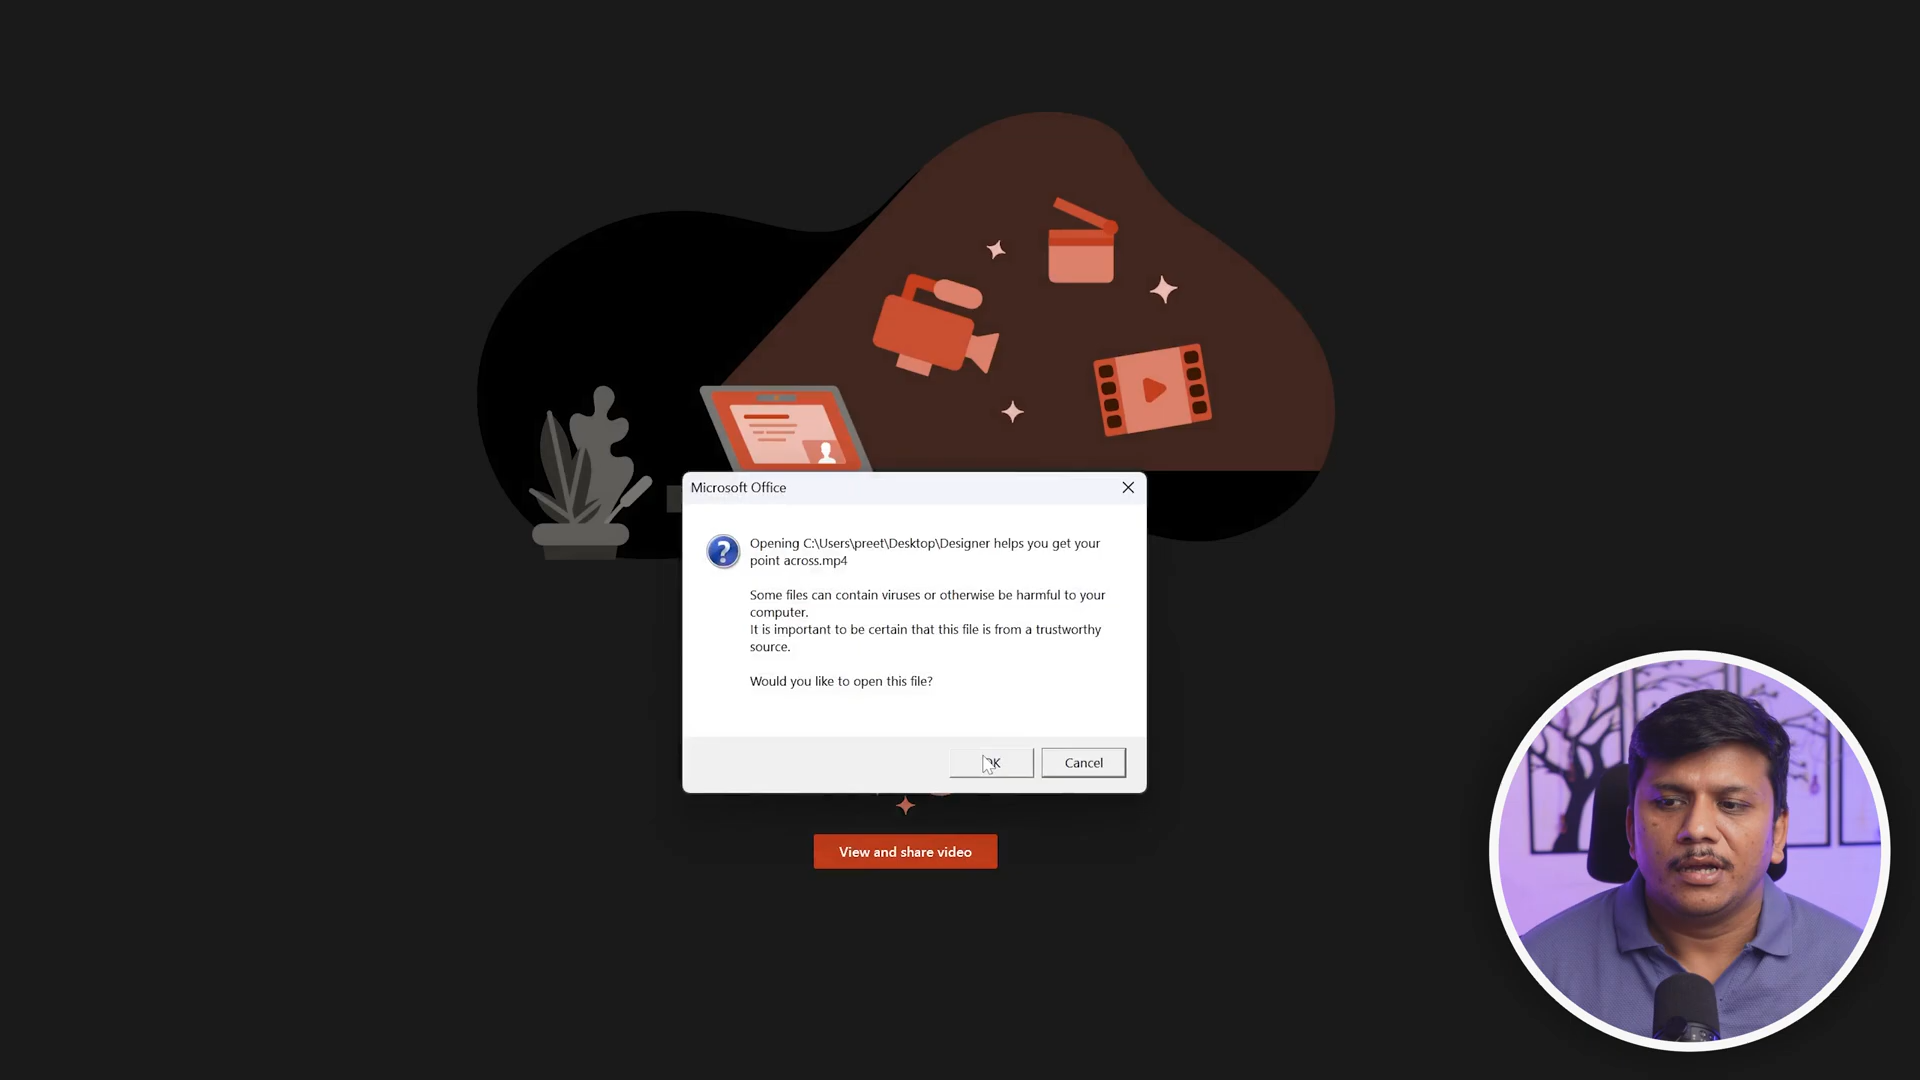 Microsoft Office
Opening C:\Users\preet\Desktop\Designer helps you get your
point across.mp4
Some files can contain viruses or otherwise be harmful to your
computer.
It is important to be certain that this file is from a trustworthy
source.
Would you like to open this file?
OK
Cancel
View and share video